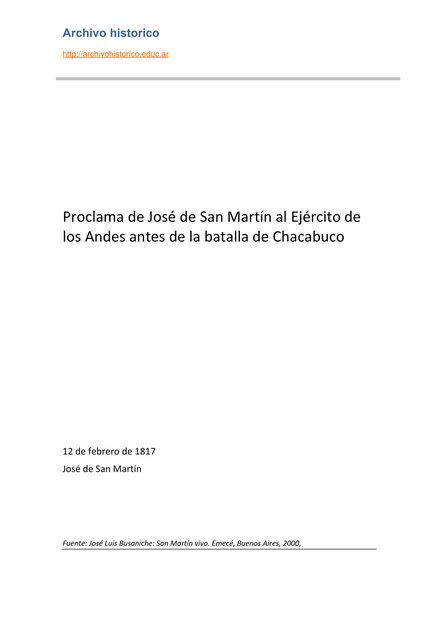 Archivo historico
http://archivohistorico.educ.ar
Proclama de José de San Martín al Ejército de
los Andes antes de la batalla de Chacabuco
12 de febrero de 1817
José de San Martín
Fuente: José Luis Busaniche: San Martín vivo. Emecé, Buenos Aires, 2000,